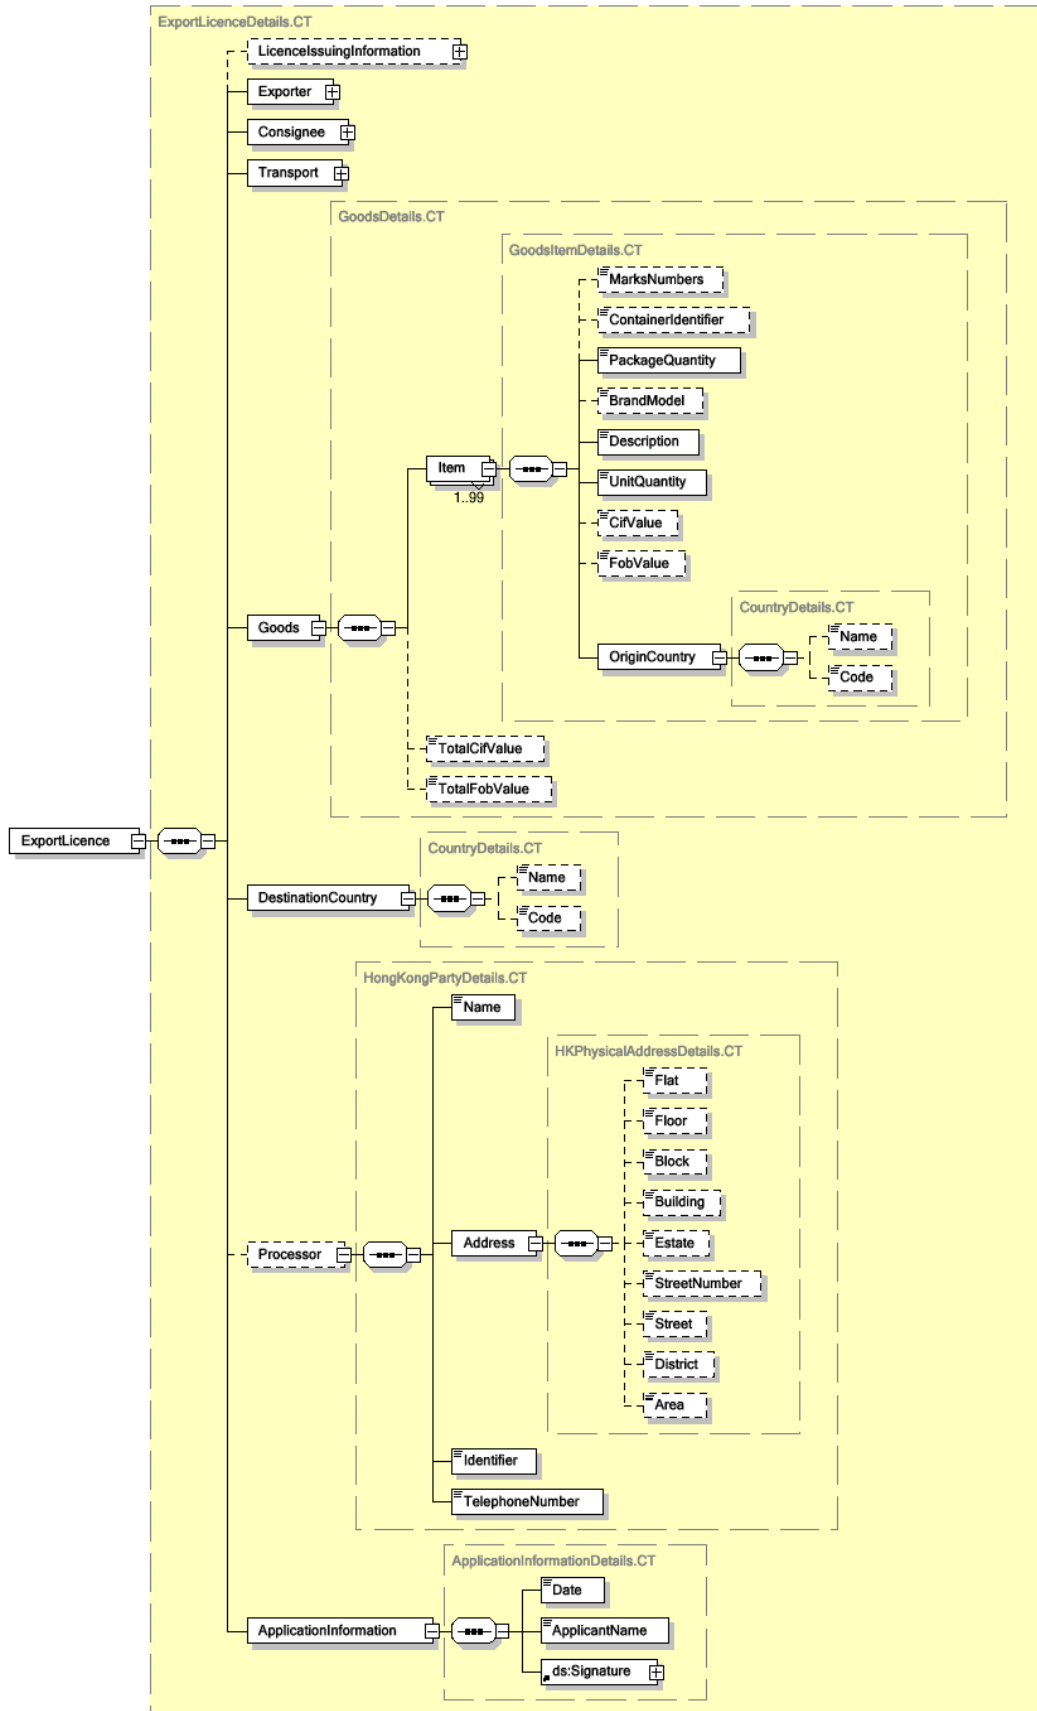 ExportLicenceDetails.CT
LicenceIssuingInformation
Exporter
Consignee
Transport
GoodsDetails.CT
GoodsItemDetails.CT
MarksNumbers
ContainerIdentifier
PackageQuantity
BrandModel
Description
Item
1..99
UnitQuantity
CifValue
FobValue
CountryDetails.CT
Goods
Name
OriginCountry
Code
TotalCifValue
TotalFobValue
ExportLicence
CountryDetails.CT
Name
DestinationCountry
Code
HongKongPartyDetails.CT
Name
HKPhysicalAddressDetails.CT
Flat
Floor
Block
Building
Address
Estate
Processor
StreetNumber
Street
District
Area
Identifier
TelephoneNumber
ApplicationInformationDetails.CT
Date
ApplicationInformation
ApplicantName
ds:Signature